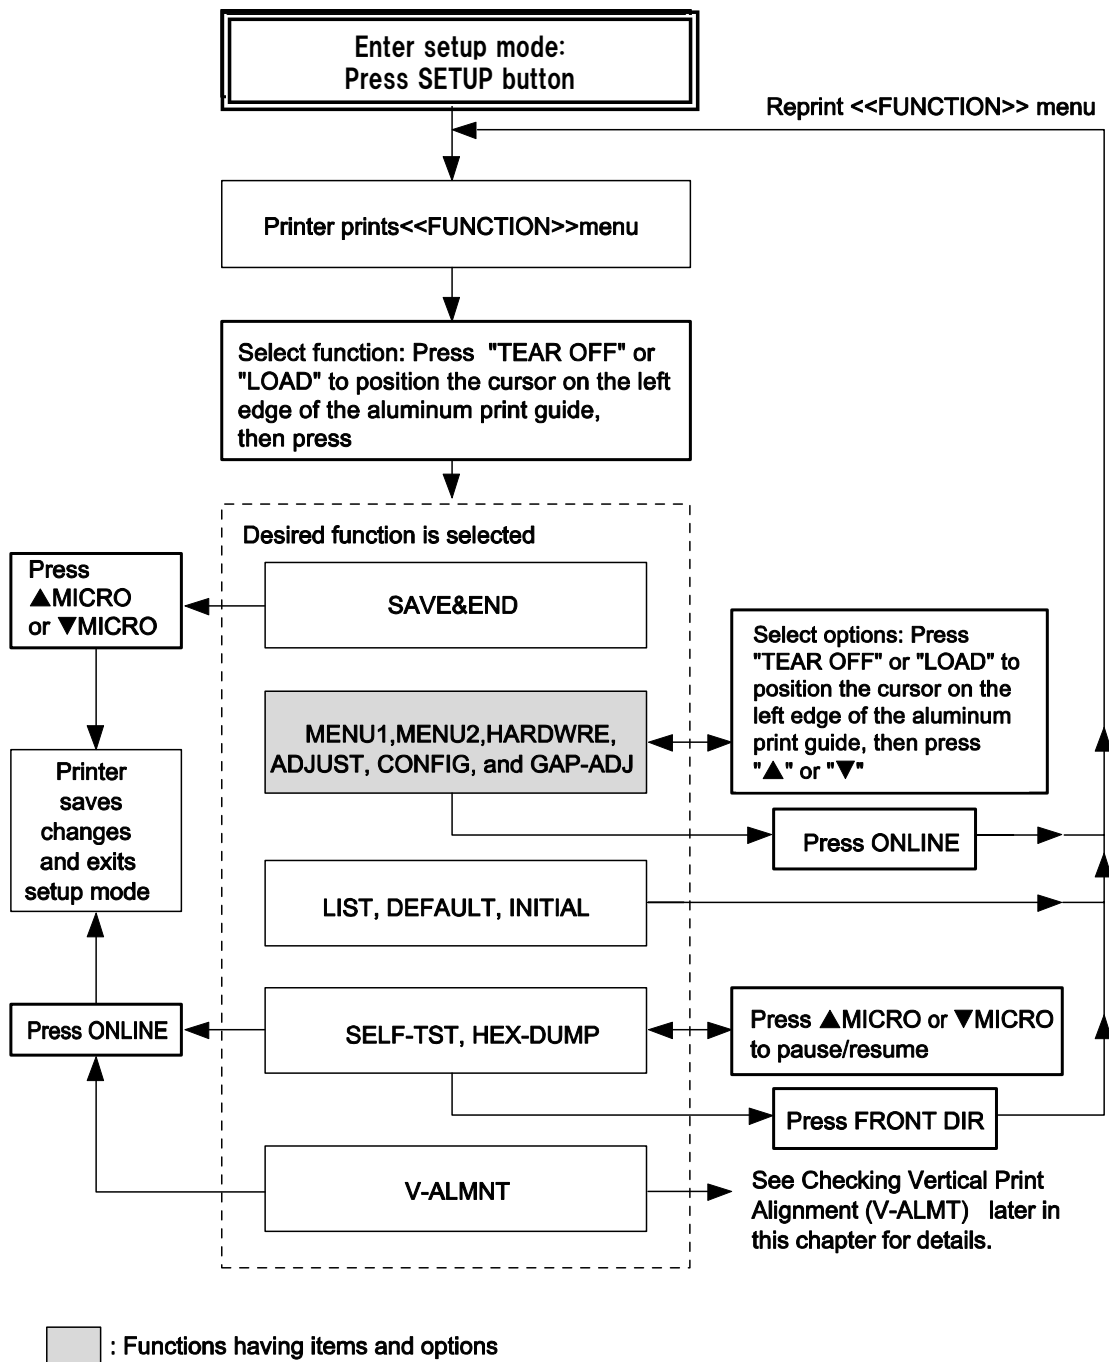 Enter setup mode:
Press SETUP button
Reprint <<FUNCTION>> menu
Printer prints<<FUNCTION>>menu
Select function: Press "TEAR OFF" or
"LOAD" to position the cursor on the left
edge of the aluminum print guide,
then press
Desired function is selected
Press
▲MICRO
or ▼MICRO
SAVE&END
Select options: Press
"TEAR OFF" or "LOAD" to
position the cursor on the
left edge of the aluminum
print guide, then press
"▲" or "▼"
MENU1,MENU2,HARDWRE,
ADJUST, CONFIG, and GAP-ADJ
Printer
saves
changes
and exits
setup mode
Press ONLINE
LIST, DEFAULT, INITIAL
Press ONLINE
SELF-TST, HEX-DUMP
Press ▲MICRO or ▼MICRO
to pause/resume
Press FRONT DIR
V-ALMNT
See Checking Vertical Print
Alignment (V-ALMT) later in
this chapter for details.
: Functions having items and options